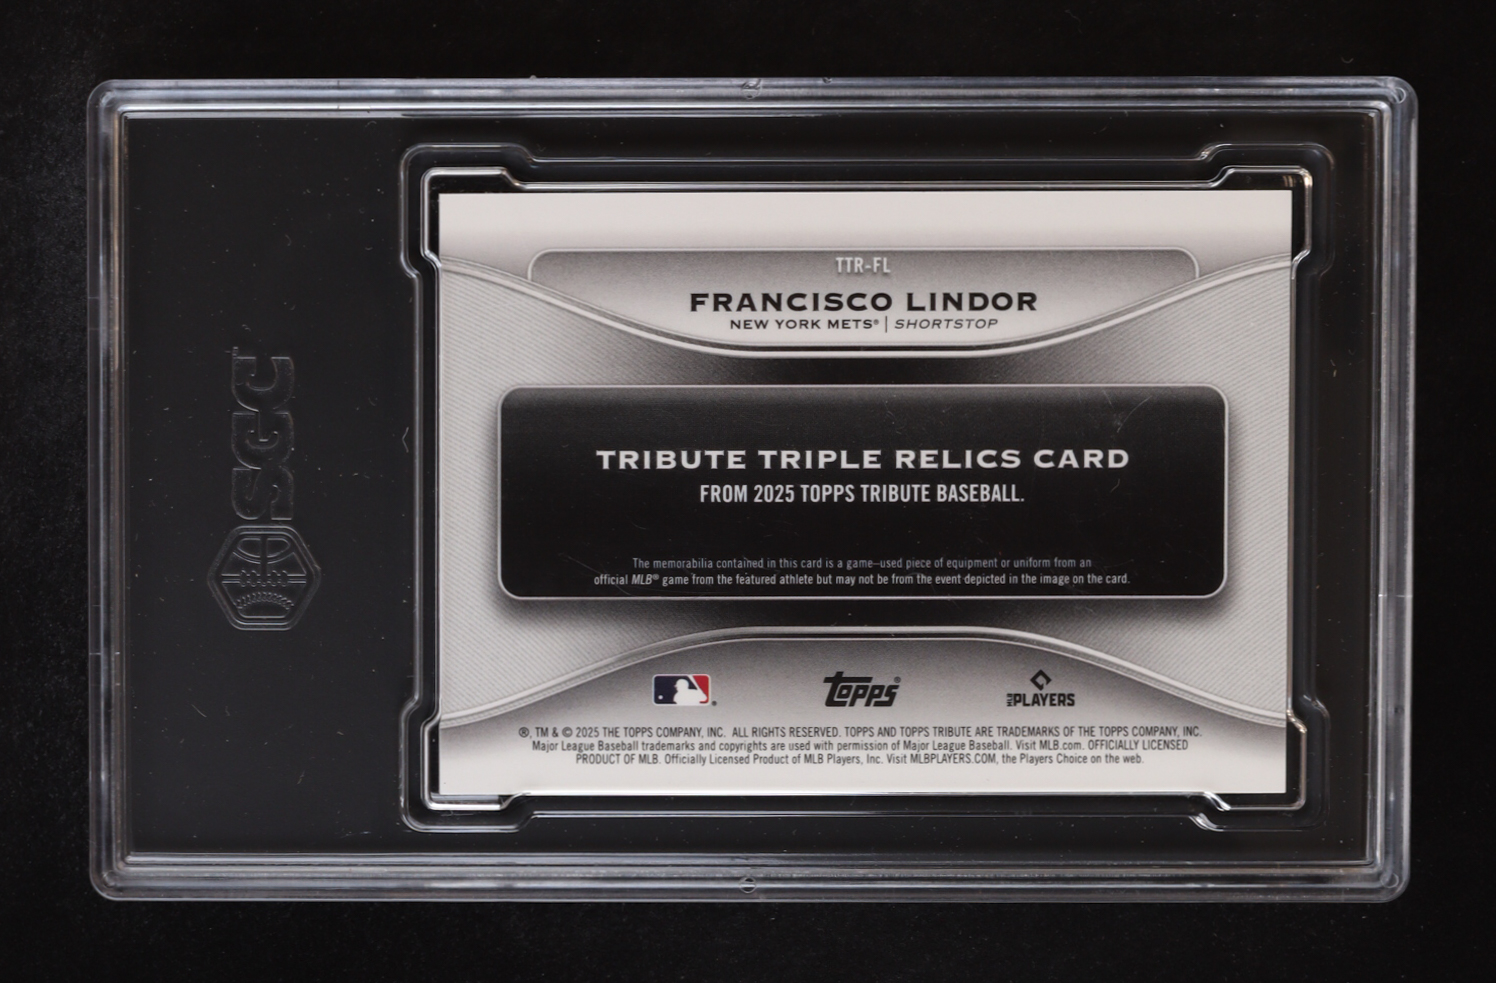 TTR-FL
FRANCISCO LINDOR
NEW YORK METS® | SHORTSTOP
TRIBUTE TRIPLE RELICS CARD
FROM 2025 TOPPS TRIBUTE BASEBALL.
The memorabilia contained in this card is a game-used piece of equipment or uniform from an
official MLB® game from the featured athlete but may not be from the event depicted in the image on the card.
topps®
MLB PLAYERS
®, TM & © 2025 THE TOPPS COMPANY, INC. ALL RIGHTS RESERVED. TOPPS AND TOPPS TRIBUTE ARE TRADEMARKS OF THE TOPPS COMPANY, INC.
Major League Baseball trademarks and copyrights are used with permission of Major League Baseball. Visit MLB.com. OFFICIALLY LICENSED
PRODUCT OF MLB. Officially Licensed Product of MLB Players, Inc. Visit MLBPLAYERS.COM, the Players Choice on the web.
SGC™